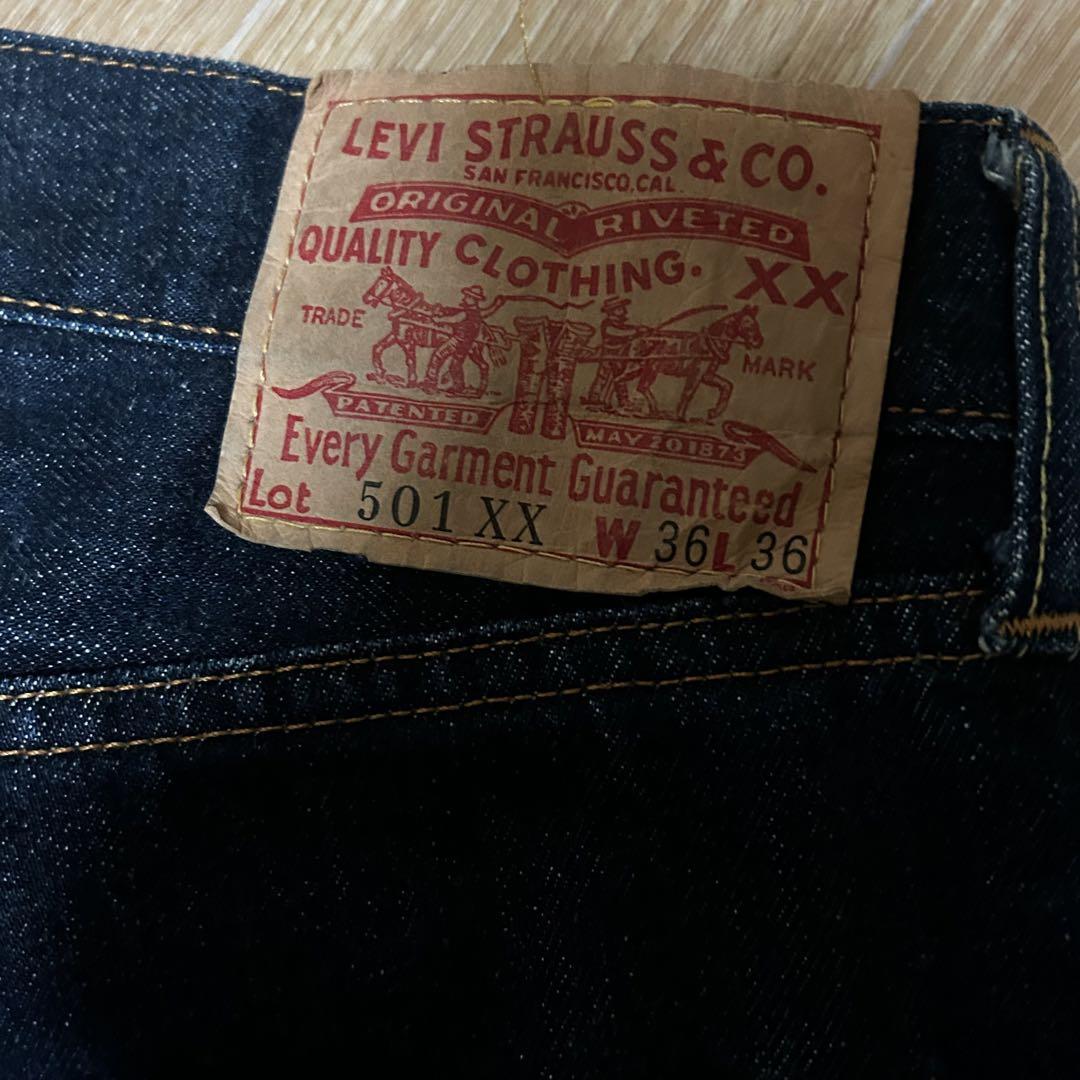 LEVI STRAUSS & CO.
SAN FRANCISCO, CAL.
ORIGINAL RIVETED
QUALITY CLOTHING. XX
TRADE MARK
PATENTED MAY 20 1873
Every Garment Guaranteed
Lot 501 XX W 36 L 36